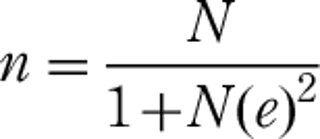 n = N / 1+N(e)²